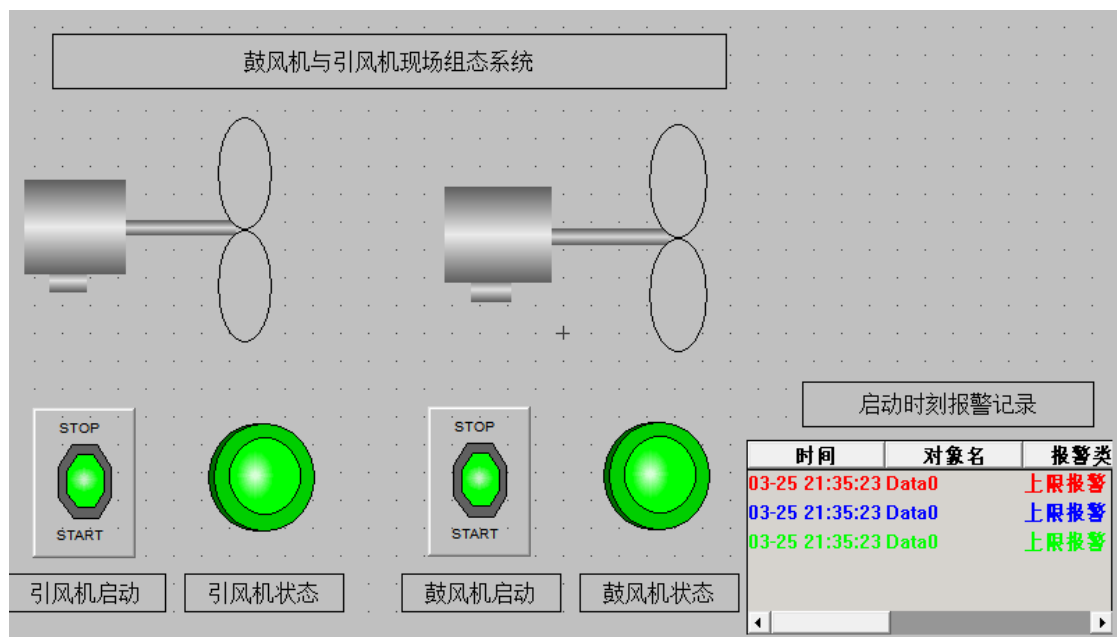 鼓风机与引风机现场组态系统
启动时刻报警记录
STOP
STOP
START
START
时间 对象名 报警类
03-25 21:35:23 Data0 上限报警
03-25 21:35:23 Data0 上限报警
03-25 21:35:23 Data0 上限报警
引风机启动 引风机状态 鼓风机启动 鼓风机状态